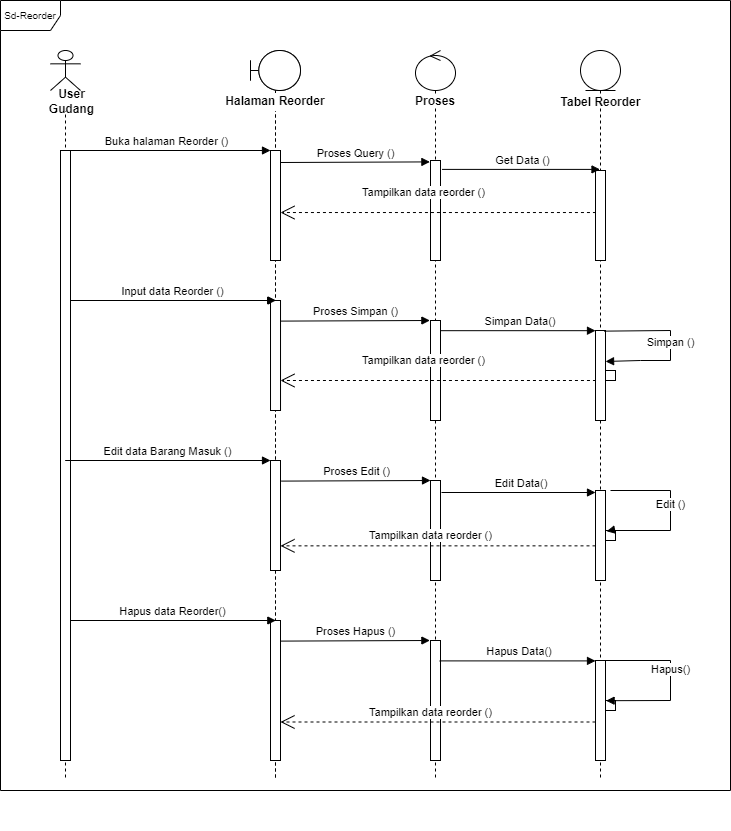 Sd-Reorder
User
Gudang
Halaman Reorder
Proses
Tabel Reorder
Buka halaman Reorder ()
Proses Query ()
Get Data ()
Tampilkan data reorder ()
Input data Reorder ()
Proses Simpan ()
Simpan Data()
Simpan ()
Tampilkan data reorder ()
Edit data Barang Masuk ()
Proses Edit ()
Edit Data()
Edit ()
Tampilkan data reorder ()
Hapus data Reorder()
Proses Hapus ()
Hapus Data()
Hapus()
Tampilkan data reorder ()